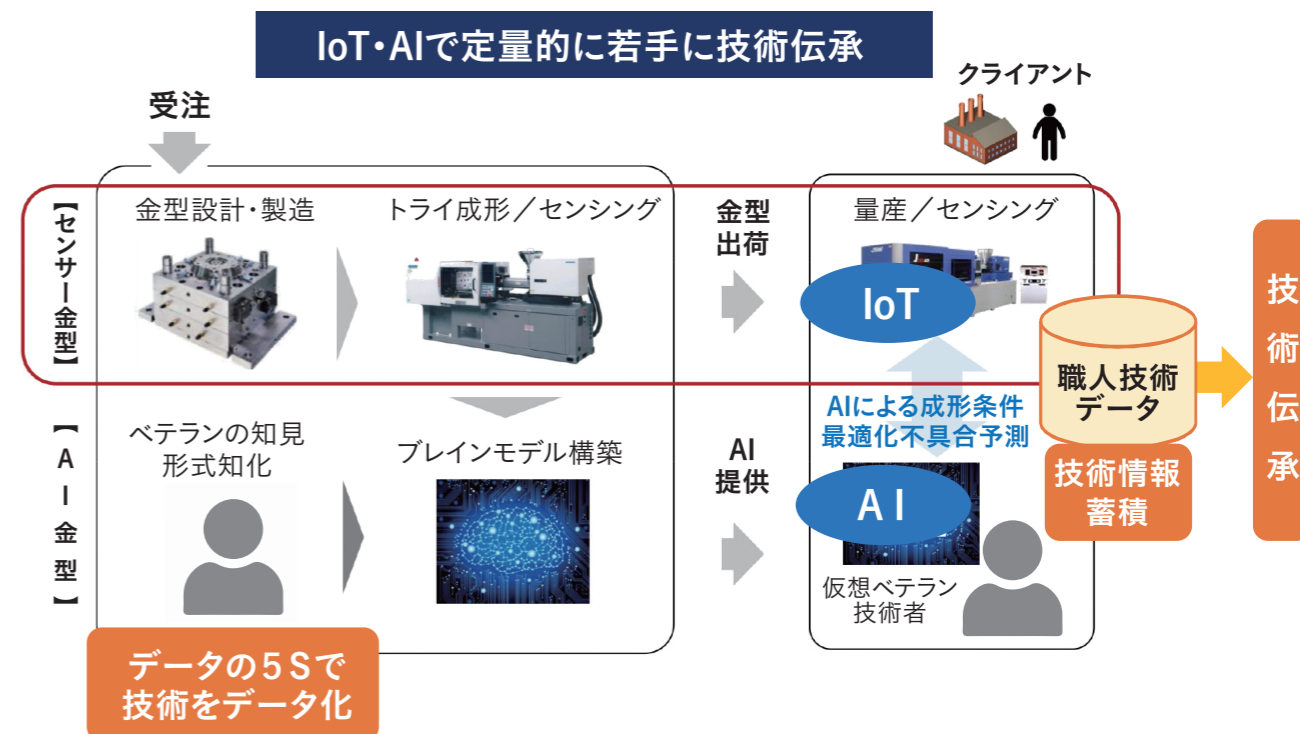 IoT・AIで定量的に若手に技術伝承
クライアント
受注
【センサー金型】
金型設計・製造
トライ成形／センシング
金型
出荷
量産／センシング
IoT
職人技術
データ
技術伝承
AIによる成形条件
最適化不具合予測
【AI金型】
ベテランの知見
形式知化
ブレインモデル構築
AI
提供
AI
技術情報
蓄積
仮想ベテラン
技術者
データの５Sで
技術をデータ化